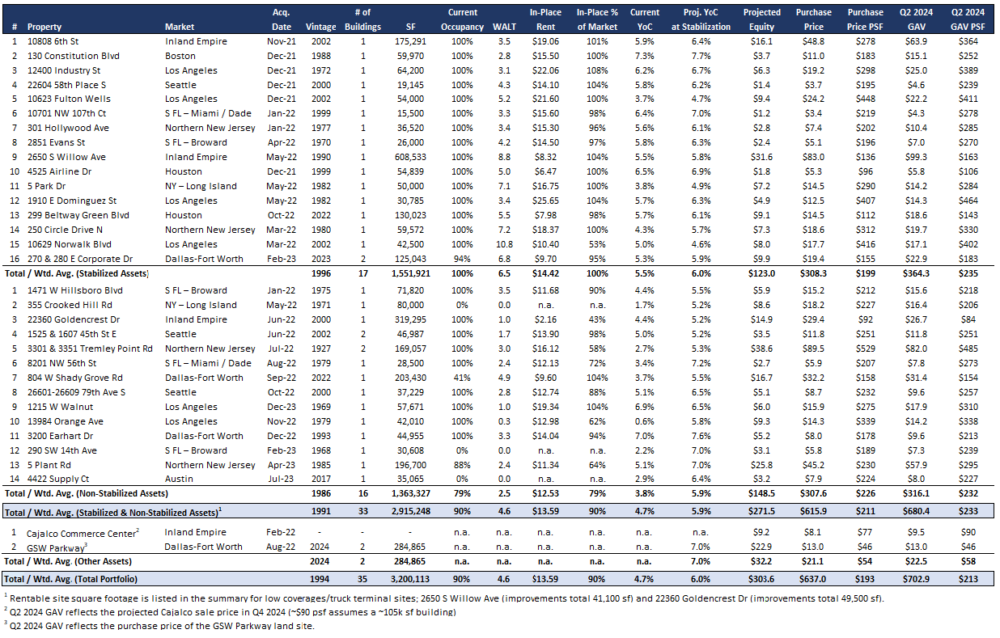 Acq. # of Current In-Place In-Place % Current Proj. YoC Projected Purchase Purchase Q2 2024 Q2 2024
# Property Market Date Vintage Buildings SF Occupancy WALT Rent of Market YoC at Stabilization Equity Price Price PSF GAV GAV PSF
1 10808 6th St Inland Empire Nov-21 2002 1 175,291 100% 3.5 $19.06 101% 5.9% 6.4% $16.1 $48.8 $278 $63.9 $364
2 130 Constitution Blvd Boston Dec-21 1988 1 59,970 100% 2.8 $15.50 100% 7.3% 7.7% $3.7 $11.0 $183 $15.1 $252
3 12400 Industry St Los Angeles Dec-21 1972 1 64,200 100% 3.1 $22.06 108% 6.2% 6.7% $6.3 $19.2 $298 $25.0 $389
4 22604 58th Place S Seattle Dec-21 2000 1 19,145 100% 4.3 $14.10 104% 5.8% 6.2% $1.4 $3.7 $195 $4.6 $239
5 10623 Fulton Wells Los Angeles Dec-21 2002 1 54,000 100% 5.2 $21.60 100% 3.7% 4.7% $9.4 $24.2 $448 $22.2 $411
6 10701 NW 107th Ct S FL – Miami / Dade Jan-22 1999 1 15,500 100% 3.3 $15.60 98% 6.4% 7.0% $1.2 $3.4 $219 $4.3 $278
7 301 Hollywood Ave Northern New Jersey Jan-22 1977 1 36,520 100% 3.4 $15.30 96% 5.6% 6.1% $2.8 $7.4 $202 $10.4 $285
8 2851 Evans St S FL – Broward Apr-22 1970 1 26,000 100% 4.2 $14.50 97% 5.8% 6.3% $2.4 $5.1 $196 $7.0 $270
9 2650 S Willow Ave Inland Empire May-22 1990 1 608,533 100% 8.8 $8.32 104% 5.5% 5.8% $31.6 $83.0 $136 $99.3 $163
10 4525 Airline Dr Houston Dec-21 1999 1 54,839 100% 5.0 $6.47 100% 6.5% 6.9% $1.8 $5.3 $96 $5.8 $106
11 5 Park Dr NY – Long Island May-22 1982 1 50,000 100% 7.1 $16.75 100% 3.8% 4.9% $7.2 $14.5 $290 $14.2 $284
12 1910 E Dominguez St Los Angeles May-22 1982 1 30,785 100% 3.4 $25.65 104% 5.7% 6.3% $4.9 $12.5 $407 $14.3 $464
13 299 Beltway Green Blvd Houston Oct-22 2022 1 130,023 100% 5.5 $7.98 98% 5.7% 6.1% $9.1 $14.5 $112 $18.6 $143
14 250 Circle Drive N Northern New Jersey Mar-22 1980 1 59,572 100% 7.2 $18.37 100% 4.3% 5.7% $7.3 $18.6 $312 $19.7 $330
15 10629 Norwalk Blvd Los Angeles Mar-22 2002 1 42,500 100% 10.8 $10.40 53% 5.0% 4.6% $8.0 $17.7 $416 $17.1 $402
16 270 & 280 E Corporate Dr Dallas-Fort Worth Feb-23 2023 2 125,043 94% 6.8 $9.70 95% 5.3% 5.9% $9.9 $19.4 $155 $22.9 $183
Total / Wtd. Avg. (Stabilized Assets) 1996 17 1,551,921 100% 6.5 $14.42 100% 5.5% 6.0% $123.0 $308.3 $199 $364.3 $235
1 1471 W Hillsboro Blvd S FL – Broward Jan-22 1975 1 71,820 100% 3.5 $11.68 90% 4.4% 5.5% $5.9 $15.2 $212 $15.6 $218
2 355 Crooked Hill Rd NY – Long Island May-22 1971 1 80,000 0% 0.0 n.a. n.a. 1.7% 5.2% $8.6 $18.2 $227 $16.4 $206
3 22360 Goldencrest Dr Inland Empire Jun-22 2000 1 319,295 100% 1.0 $2.16 43% 4.4% 5.2% $14.9 $29.4 $92 $26.7 $84
4 1525 & 1607 45th St E Seattle Jun-22 2002 2 46,987 100% 1.7 $13.90 98% 5.0% 6.0% $3.5 $11.8 $251 $11.8 $251
5 3301 & 3351 Tremley Point Rd Northern New Jersey Jul-22 1927 2 169,057 100% 3.0 $16.12 58% 2.7% 5.3% $38.6 $89.5 $529 $82.0 $485
6 8201 NW 56th St S FL – Miami / Dade Aug-22 1979 1 28,500 100% 2.4 $12.13 72% 3.4% 7.2% $2.7 $5.9 $207 $7.8 $273
7 804 W Shady Grove Rd Dallas-Fort Worth Sep-22 2022 1 203,430 41% 4.9 $9.60 104% 3.7% 5.5% $16.7 $32.2 $158 $31.4 $154
8 26601-26609 79th Ave S Seattle Oct-22 2000 1 37,229 100% 2.8 $12.74 88% 5.1% 6.5% $5.1 $8.7 $232 $9.6 $257
9 1215 W Walnut Los Angeles Dec-23 1969 1 57,671 100% 1.0 $19.34 104% 6.9% 6.5% $6.0 $15.9 $275 $17.9 $310
10 13984 Orange Ave Los Angeles Nov-22 1979 1 42,010 100% 0.3 $12.98 62% 0.6% 5.8% $9.3 $14.3 $339 $14.2 $338
11 3200 Earhart Dr Dallas-Fort Worth Dec-22 1993 1 44,955 100% 3.3 $14.04 94% 7.0% 7.6% $5.2 $8.0 $178 $9.6 $213
12 290 SW 14th Ave S FL – Broward Feb-23 1968 1 30,608 0% 0.0 n.a. n.a. 2.2% 7.0% $3.1 $5.8 $189 $7.3 $239
13 5 Plant Rd Northern New Jersey Apr-23 1985 1 196,700 88% 2.4 $11.34 64% 5.1% 7.0% $25.8 $45.2 $230 $57.9 $295
14 4422 Supply Ct Austin Jul-23 2017 1 35,065 0% 0.0 n.a. n.a. 2.9% 6.4% $3.2 $7.9 $224 $8.0 $227
Total / Wtd. Avg. (Non-Stabilized Assets) 1986 16 1,363,327 79% 2.5 $12.53 79% 3.8% 5.9% $148.5 $307.6 $226 $316.1 $232
Total / Wtd. Avg. (Stabilized & Non-Stabilized Assets)1 1991 33 2,915,248 90% 4.6 $13.59 90% 4.7% 5.9% $271.5 $615.9 $211 $680.4 $233
1 Cajalco Commerce Center2 Inland Empire Feb-22 - - - n.a. n.a. n.a. n.a. n.a. n.a. $9.2 $8.1 $77 $9.5 $90
2 GSW Parkway3 Dallas-Fort Worth Aug-22 2024 2 284,865 n.a. n.a. n.a. n.a. n.a. 7.0% $22.9 $13.0 $46 $13.0 $46
Total / Wtd. Avg. (Other Assets) 2024 2 284,865 n.a. n.a. n.a. n.a. n.a. 7.0% $32.2 $21.1 $54 $22.5 $58
Total / Wtd. Avg. (Total Portfolio) 1994 35 3,200,113 90% 4.6 $13.59 90% 4.7% 6.0% $303.6 $637.0 $193 $702.9 $213
1 Rentable site square footage is listed in the summary for low coverages/truck terminal sites; 2650 S Willow Ave (improvements total 41,100 sf) and 22360 Goldencrest Dr (improvements total 49,500 sf).
2 Q2 2024 GAV reflects the projected Cajalco sale price in Q4 2024 (~$90 psf assumes a ~105k sf building)
3 Q2 2024 GAV reflects the purchase price of the GSW Parkway land site.